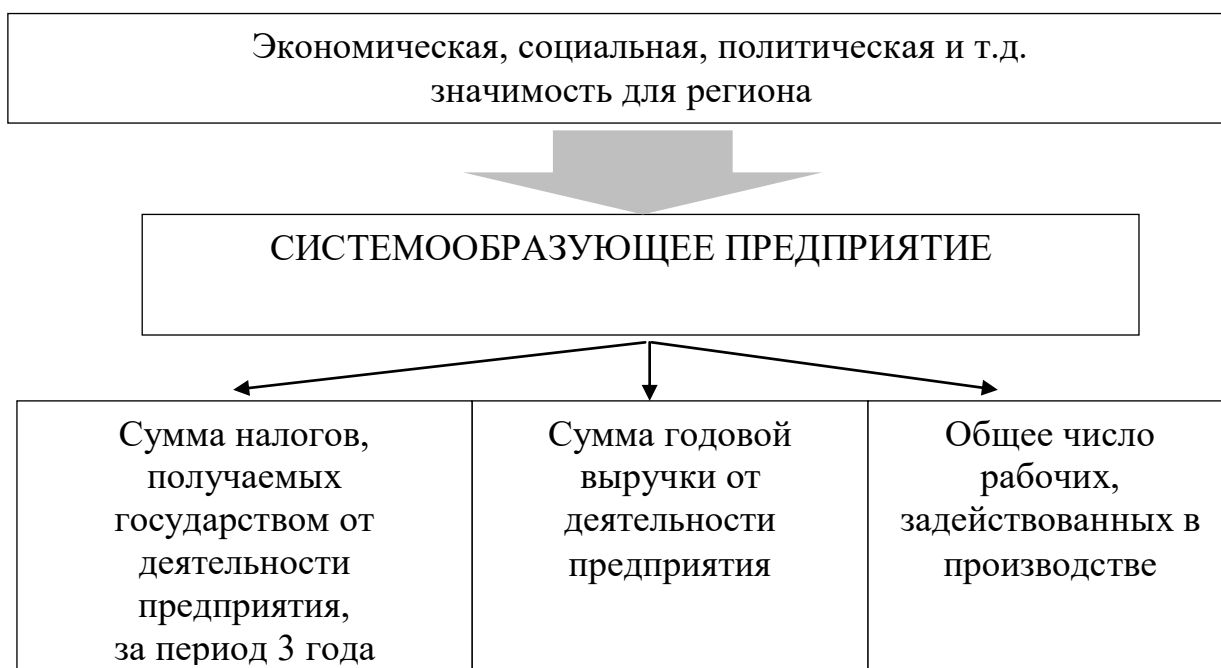 Экономическая, социальная, политическая и т.д.
значимость для региона
СИСТЕМООБРАЗУЮЩЕЕ ПРЕДПРИЯТИЕ
Сумма налогов,
получаемых
государством от
деятельности
предприятия,
за период 3 года
Сумма годовой
выручки от
деятельности
предприятия
Общее число
рабочих,
задействованных в
производстве